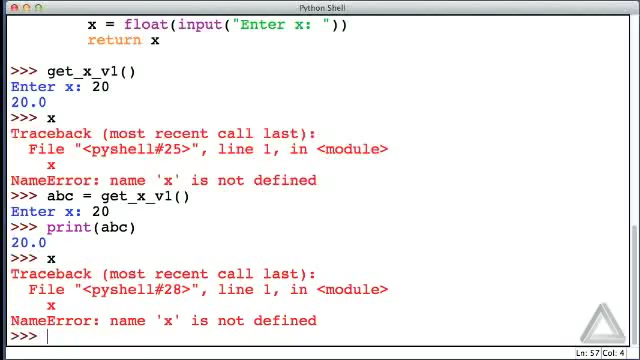 Python Shell
x = float(input("Enter x: "))
return x
>>> get_x_v1()
Enter x: 20
20.0
>>> x
Traceback (most recent call last):
File "<pyshell#25>", line 1, in <module>
x
NameError: name 'x' is not defined
>>> abc = get_x_v1()
Enter x: 20
>>> print(abc)
20.0
>>> x
Traceback (most recent call last):
File "<pyshell#28>", line 1, in <module>
x
NameError: name 'x' is not defined
>>>
Ln: 57 Col: 4